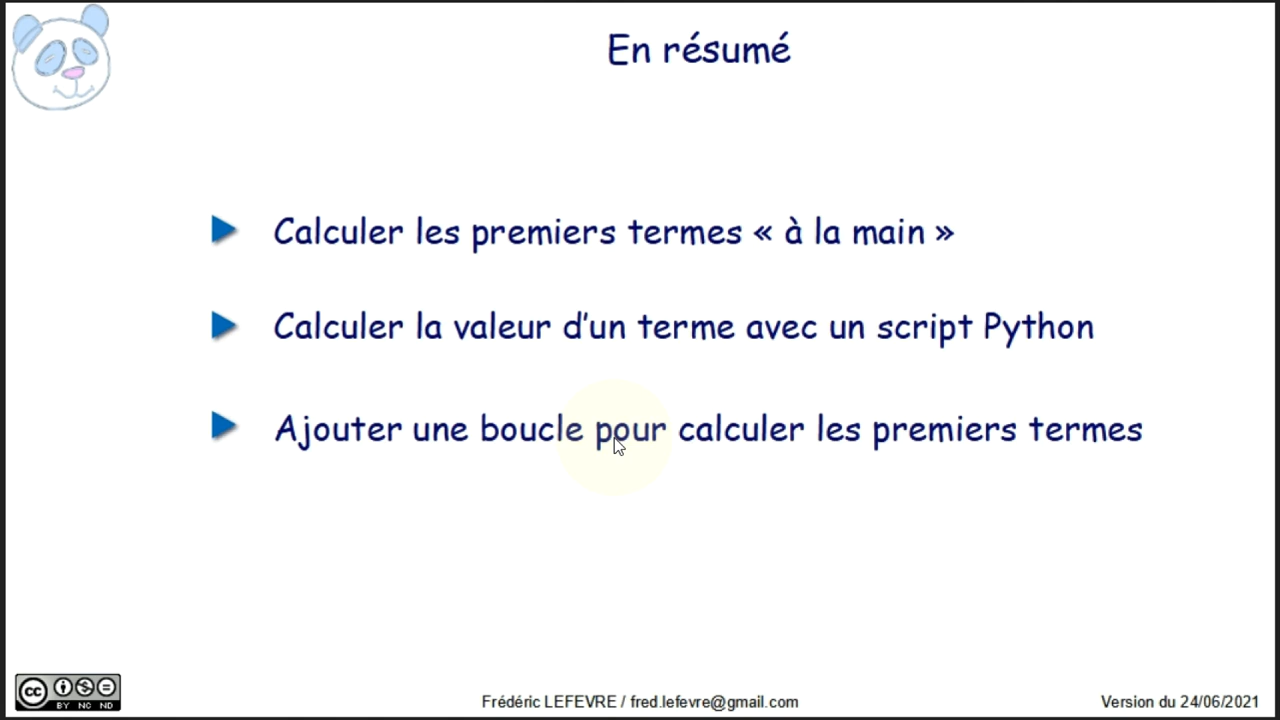 En résumé
Calculer les premiers termes « à la main »
Calculer la valeur d’un terme avec un script Python
Ajouter une boucle pour calculer les premiers termes
cc
BY NC ND
Frédéric LEFEVRE / fred.lefevre@gmail.com
Version du 24/06/2021